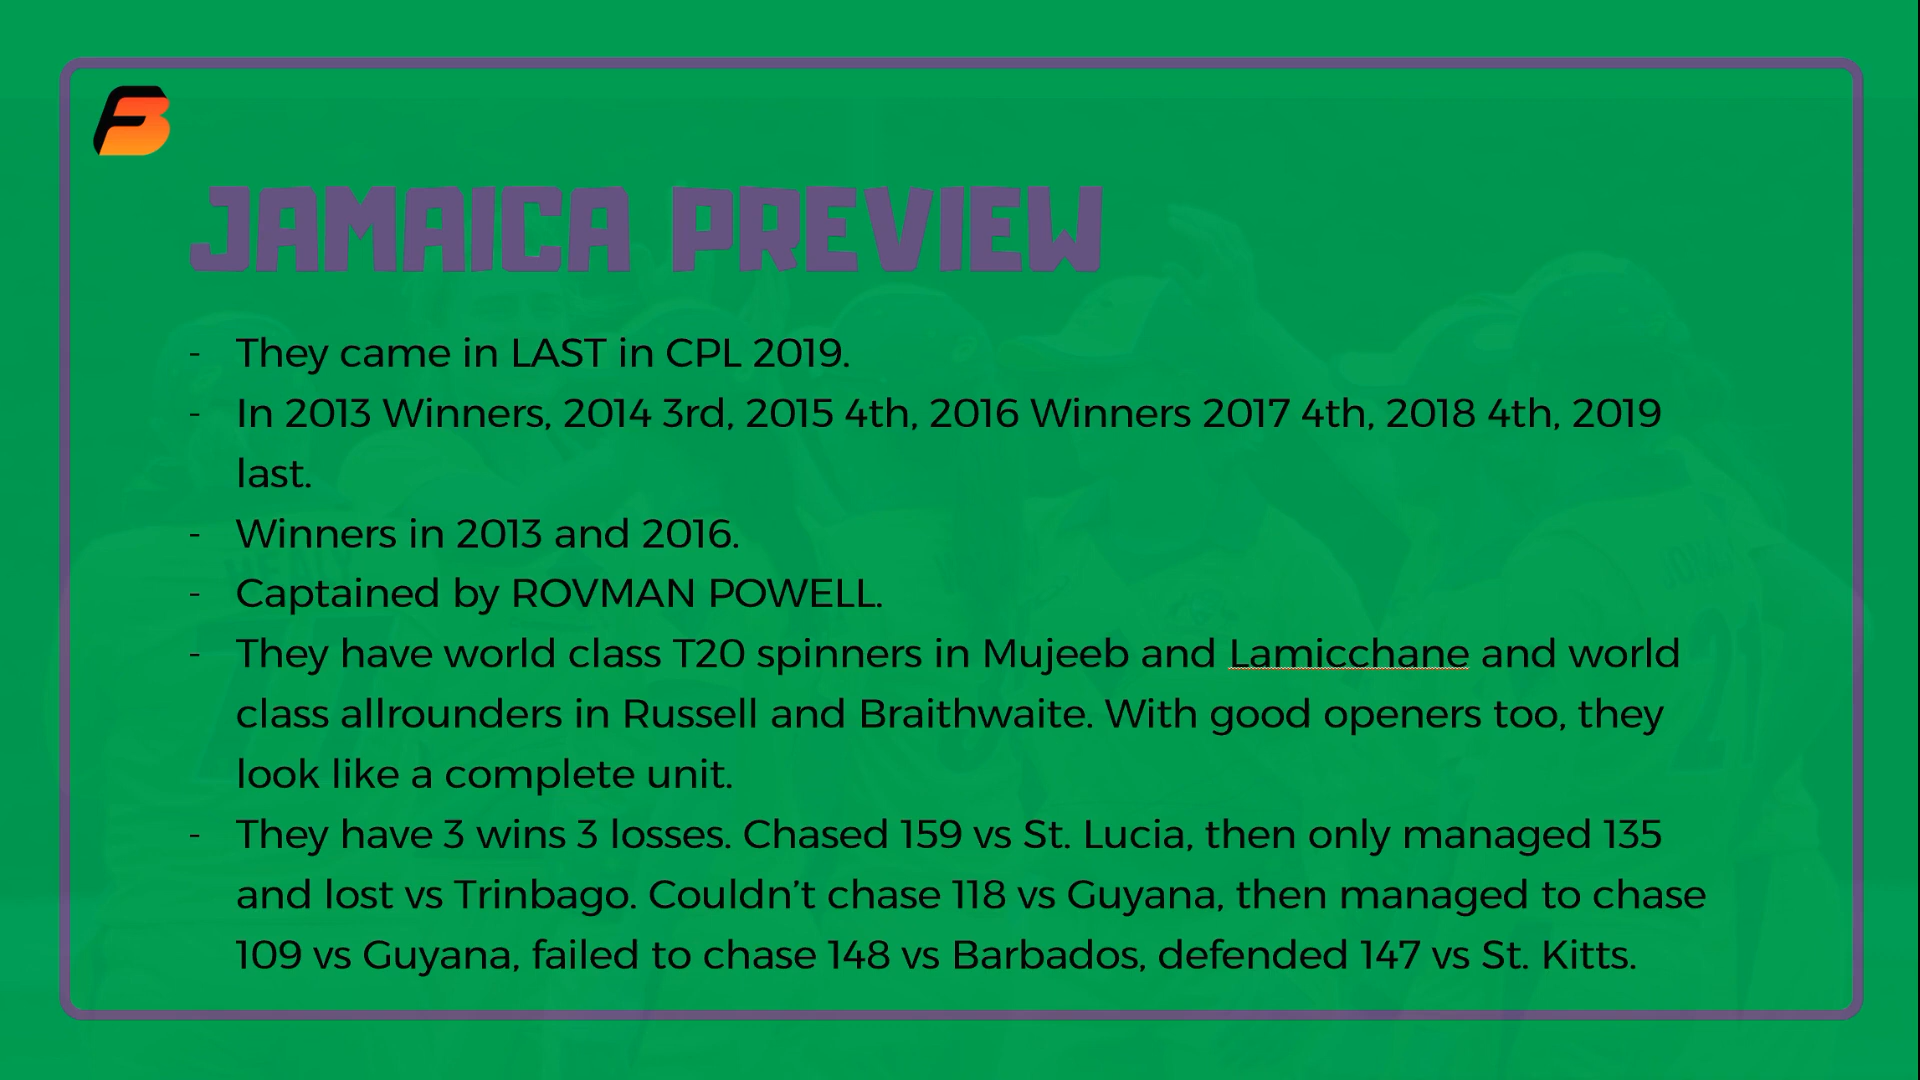 JAMAICA PREVIEW
- They came in LAST in CPL 2019.
- In 2013 Winners, 2014 3rd, 2015 4th, 2016 Winners 2017 4th, 2018 4th, 2019
last.
- Winners in 2013 and 2016.
- Captained by ROVMAN POWELL.
- They have world class T20 spinners in Mujeeb and Lamicchane and world
class allrounders in Russell and Braithwaite. With good openers too, they
look like a complete unit.
- They have 3 wins 3 losses. Chased 159 vs St. Lucia, then only managed 135
and lost vs Trinbago. Couldn’t chase 118 vs Guyana, then managed to chase
109 vs Guyana, failed to chase 148 vs Barbados, defended 147 vs St. Kitts.